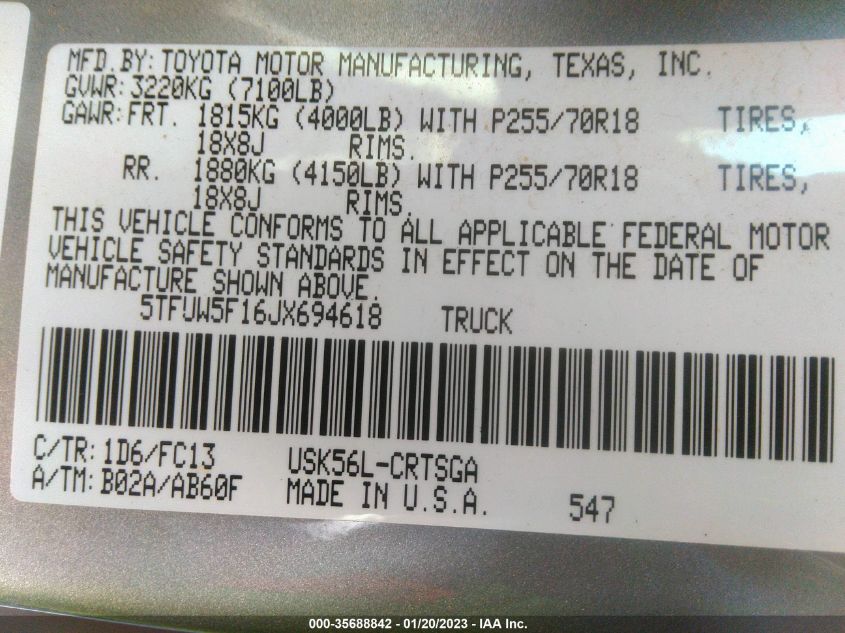 MFD.BY: TOYOTA MOTOR MANUFACTURING, TEXAS, INC.
GVWR: 3220KG (7100LB)
GAWR: FRT. 1815KG (4000LB) WITH P255/70R18 TIRES,
18X8J RIMS.
RR. 1880KG (4150LB) WITH P255/70R18 TIRES,
18X8J RIMS.
THIS VEHICLE CONFORMS TO ALL APPLICABLE FEDERAL MOTOR
VEHICLE SAFETY STANDARDS IN EFFECT ON THE DATE OF
MANUFACTURE SHOWN ABOVE.
5TFUW5F16JX694618 TRUCK
C/TR: 1D6/FC13 USK56L-CRTSGA
A/TM: B02A/AB60F MADE IN U.S.A. 547
000-35688842 - 01/20/2023 - IAA Inc.